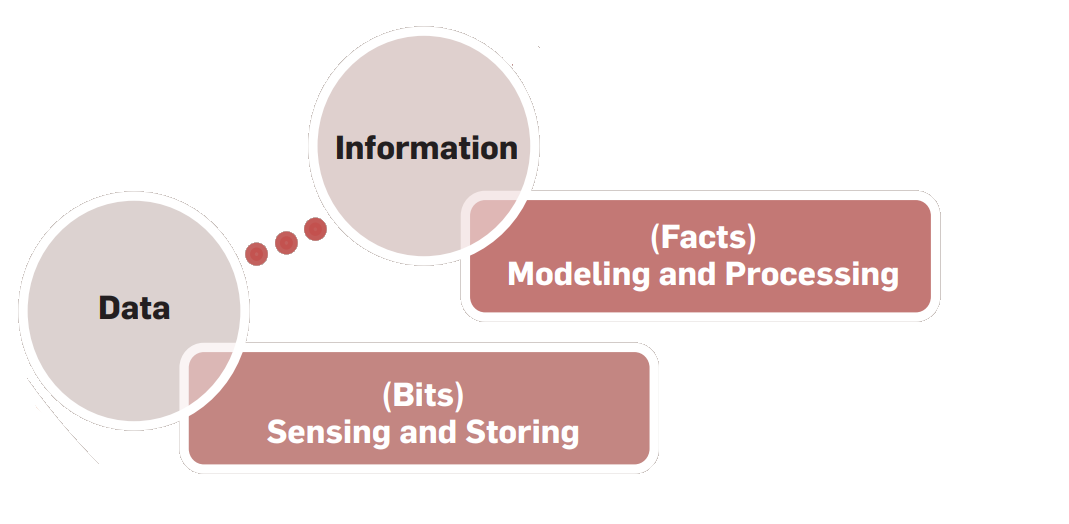 Information
(Facts)
Modeling and Processing
Data
(Bits)
Sensing and Storing